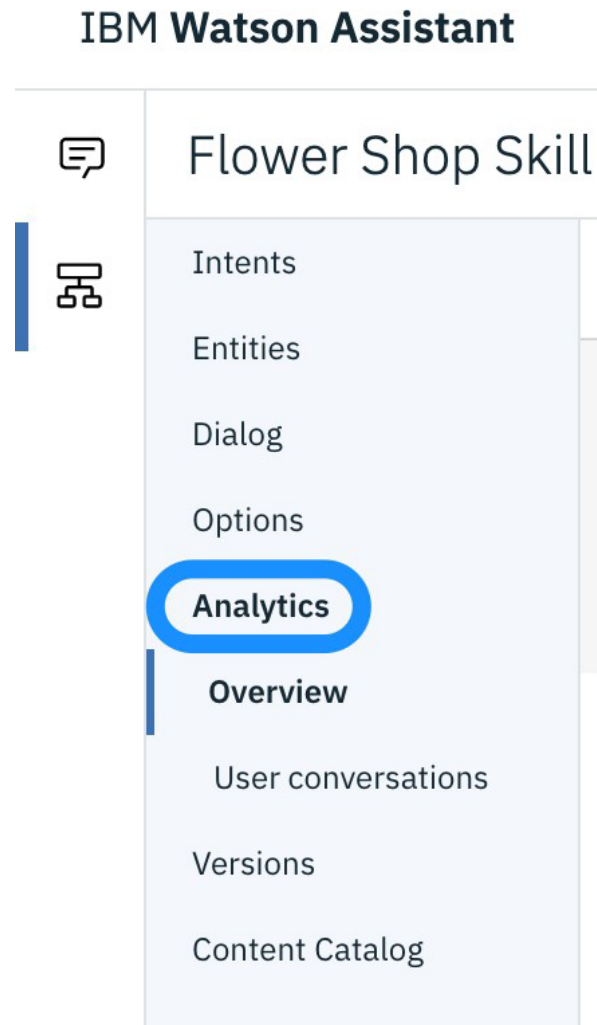 IBM Watson Assistant
Flower Shop Skill
Intents
Entities
Dialog
Options
Analytics
Overview
User conversations
Versions
Content Catalog